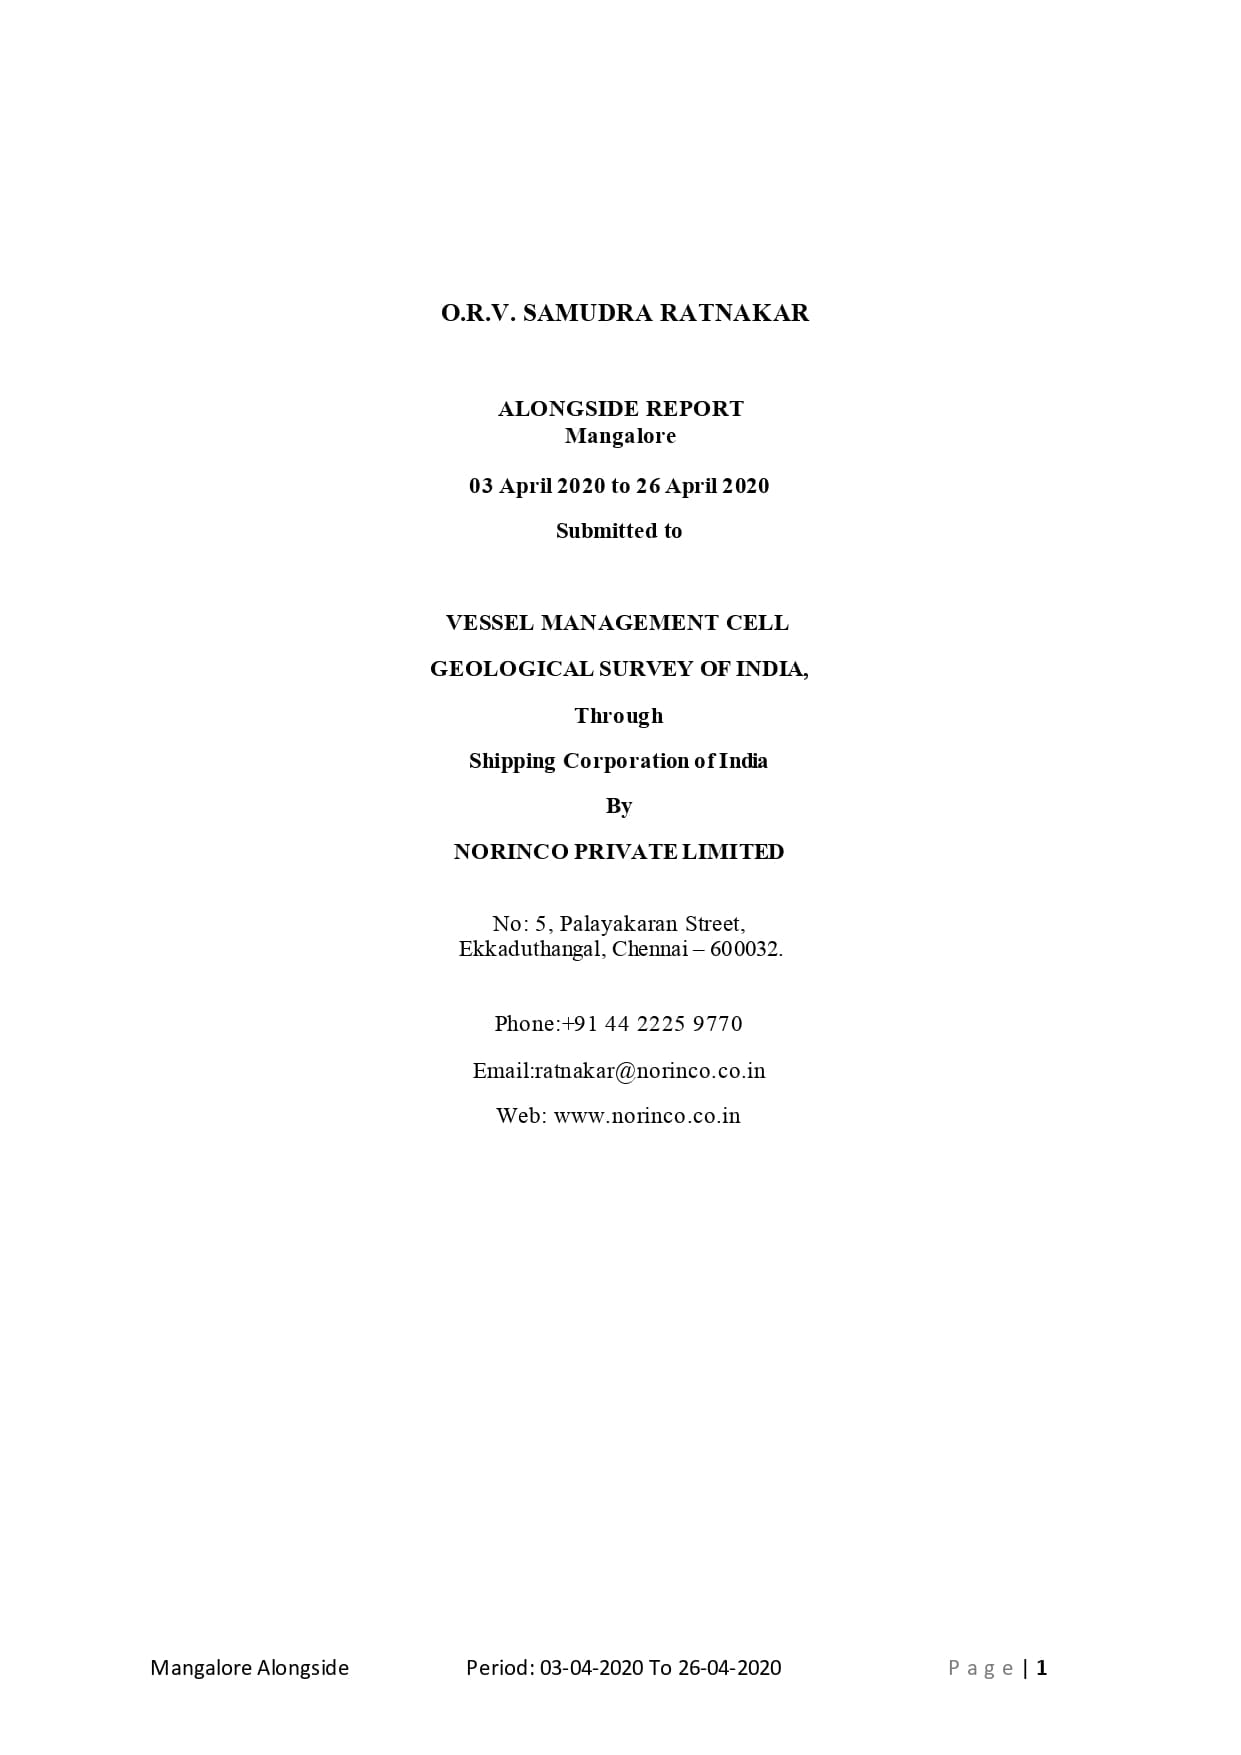 O.R.V. SAMUDRA RATNAKAR
ALONGSIDE REPORT
Mangalore
03 April 2020 to 26 April 2020
Submitted to
VESSEL MANAGEMENT CELL
GEOLOGICAL SURVEY OF INDIA,
Through
Shipping Corporation of India
By
NORINCO PRIVATE LIMITED
No: 5, Palayakaran Street,
Ekkaduthangal, Chennai – 600032.
Phone:+91 44 2225 9770
Email:ratnakar@norinco.co.in
Web: www.norinco.co.in
Mangalore Alongside Period: 03-04-2020 To 26-04-2020 Page | 1